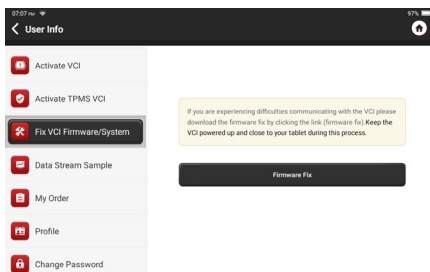 07:07 PM
97%
User Info
Activate VCI
Activate TPMS VCI
Fix VCI Firmware/System
Data Stream Sample
My Order
Profile
Change Password
If you are experiencing difficulties communicating with the VCI please
download the firmware fix by clicking the link (firmware fix).Keep the
VCI powered up and close to your tablet during this process.
Firmware Fix